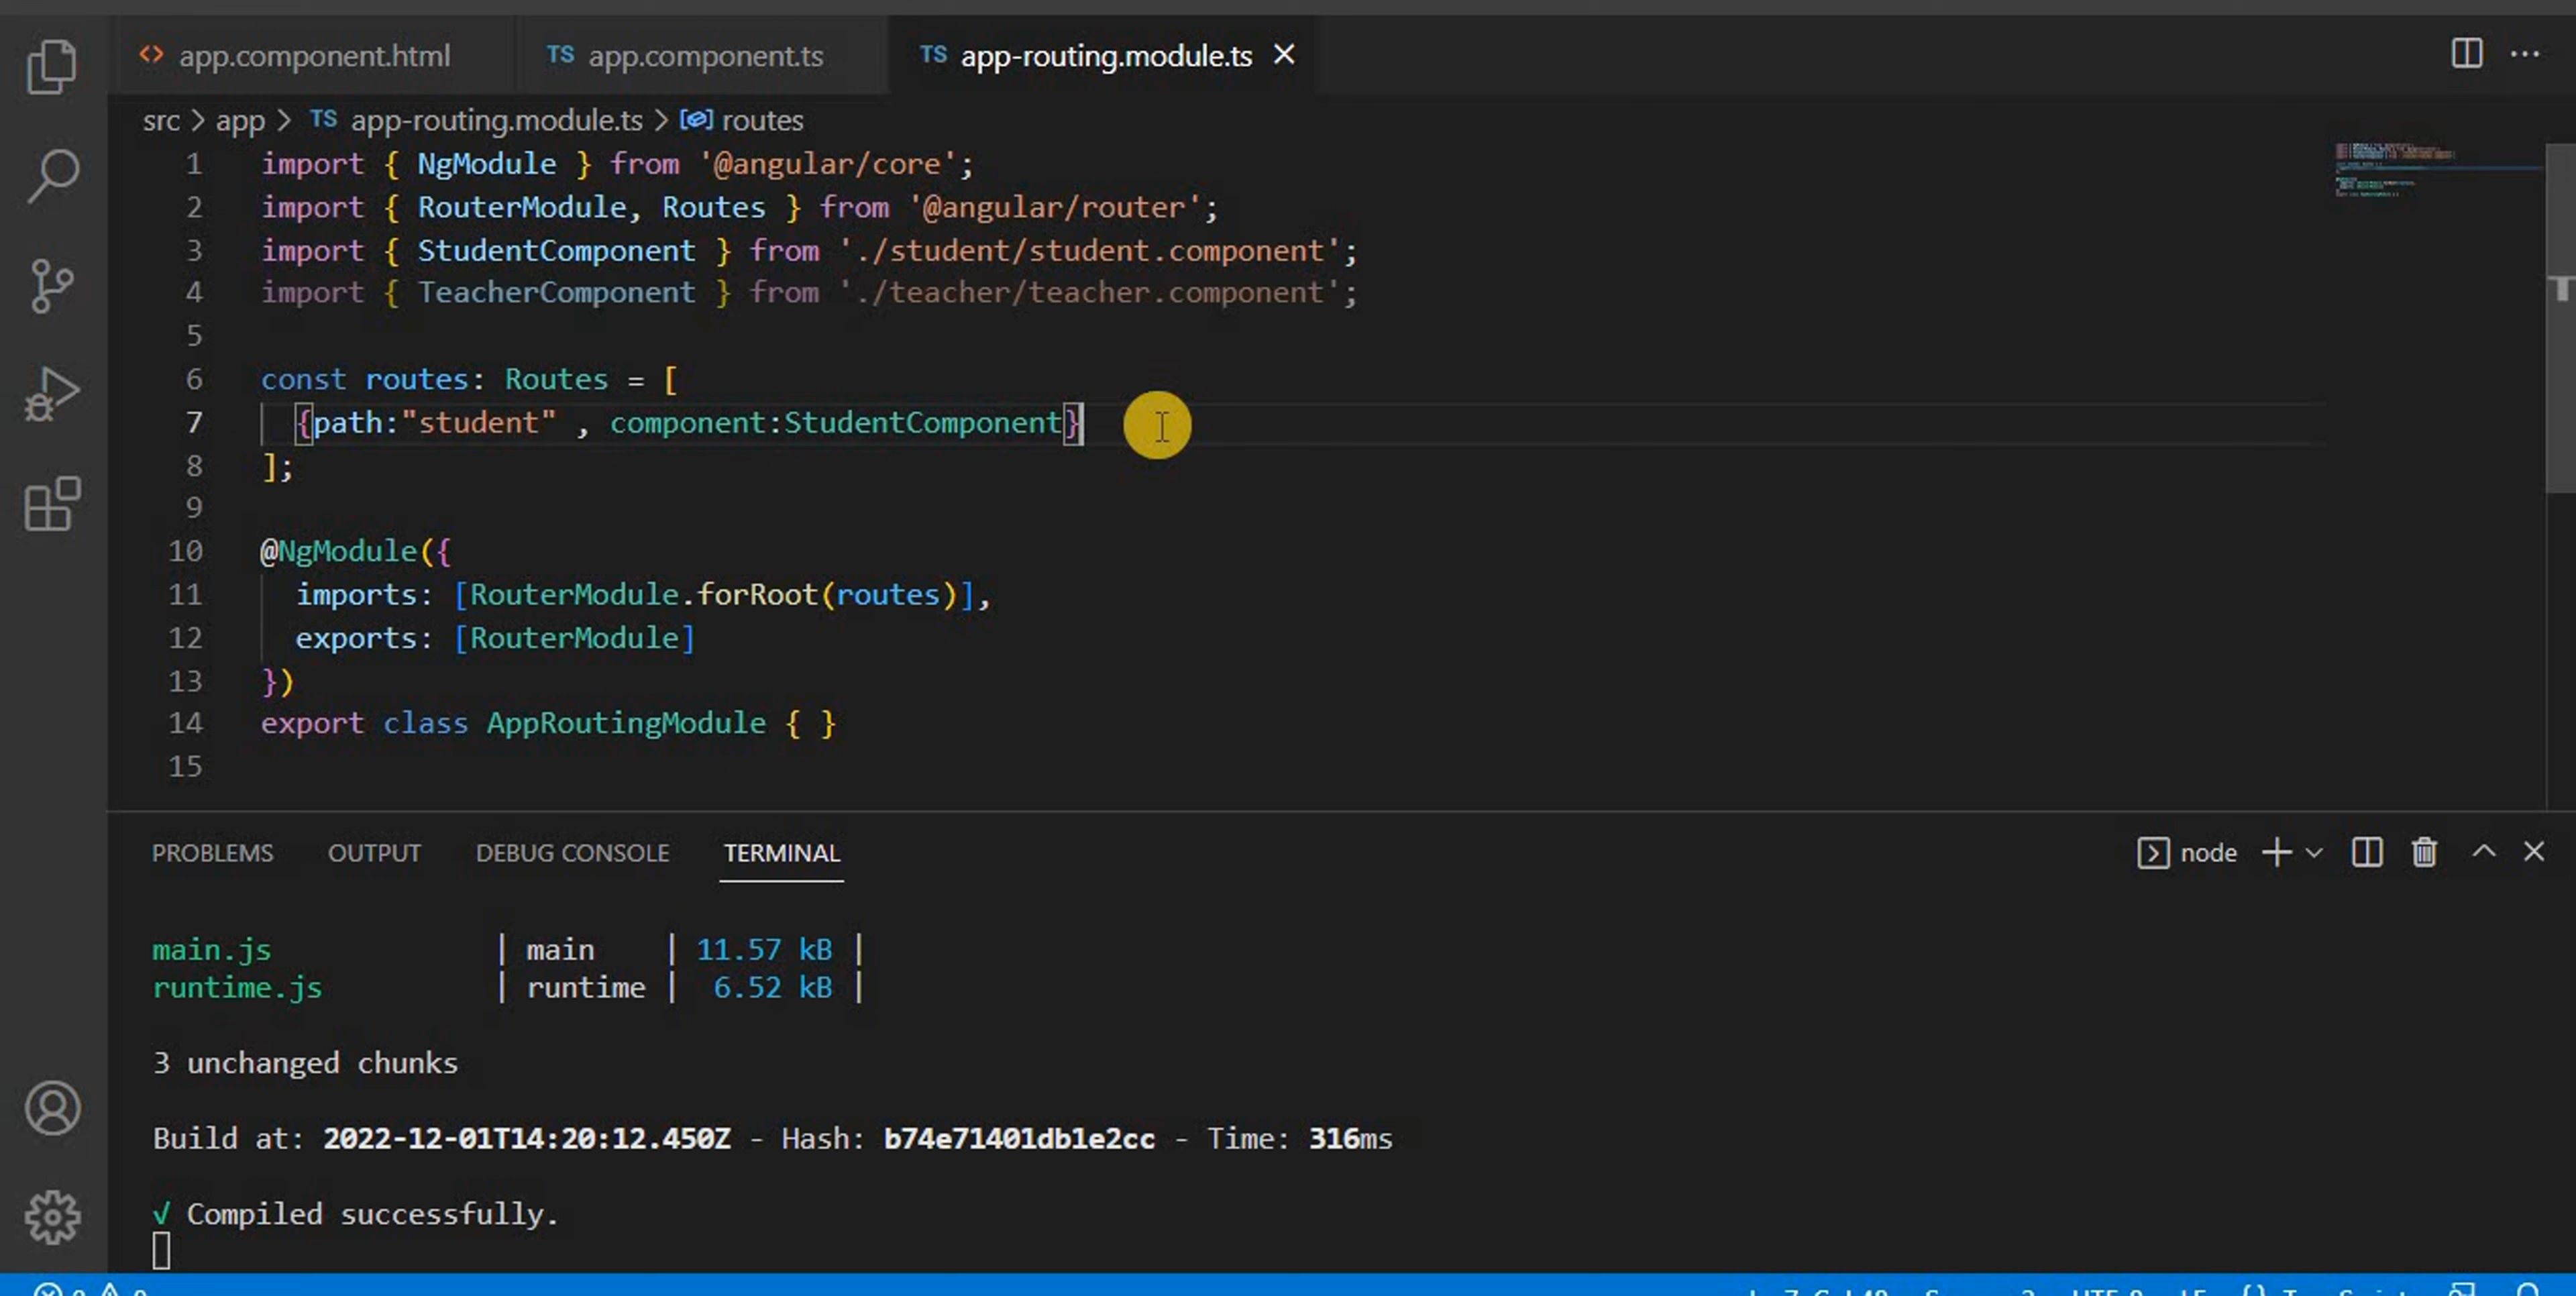 app.component.html TS app.component.ts TS app-routing.module.ts
src > app > TS app-routing.module.ts > routes
1 import { NgModule } from '@angular/core';
2 import { RouterModule, Routes } from '@angular/router';
3 import { StudentComponent } from './student/student.component';
4 import { TeacherComponent } from './teacher/teacher.component';
5
6 const routes: Routes = [
7 {path:"student" , component:StudentComponent}
8 ];
9
10 @NgModule({
11 imports: [RouterModule.forRoot(routes)],
12 exports: [RouterModule]
13 })
14 export class AppRoutingModule { }
15
PROBLEMS OUTPUT DEBUG CONSOLE TERMINAL node
main.js | main | 11.57 kB |
runtime.js | runtime | 6.52 kB |
3 unchanged chunks
Build at: 2022-12-01T14:20:12.450Z - Hash: b74e71401db1e2cc - Time: 316ms
√ Compiled successfully.